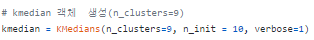 # kmedian 객체  생성(n_clusters=9)
kmedian = KMedians(n_clusters=9, n_init = 10, verbose=1)